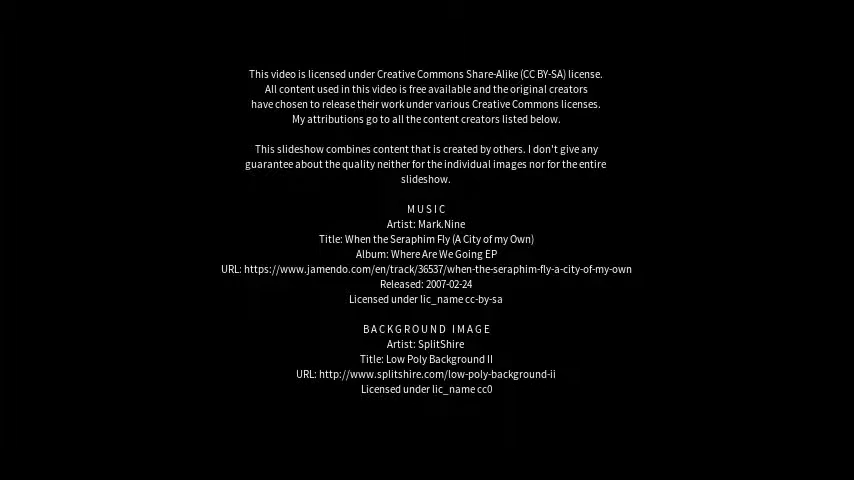 This video is licensed under Creative Commons Share-Alike (CC BY-SA) license.
All content used in this video is free available and the original creators
have chosen to release their work under various Creative Commons licenses.
My attributions go to all the content creators listed below.
This slideshow combines content that is created by others. I don't give any
guarantee about the quality neither for the individual images nor for the entire
slideshow.
MUSIC
Artist: Mark.Nine
Title: When the Seraphim Fly (A City of my Own)
Album: Where Are We Going EP
URL: https://www.jamendo.com/en/track/36537/when-the-seraphim-fly-a-city-of-my-own
Released: 2007-02-24
Licensed under lic_name cc-by-sa
BACKGROUND IMAGE
Artist: SplitShire
Title: Low Poly Background II
URL: http://www.splitshire.com/low-poly-background-ii
Licensed under lic_name cc0